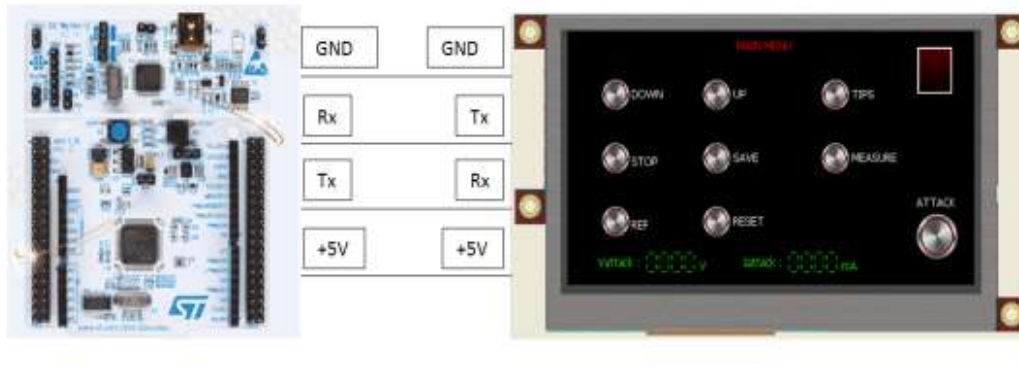 GND GND
MAIN MENU
DOWN UP TIPS
Rx Tx
STOP SAVE MEASURE
Tx Rx
ATTACK
REF RESET
+5V +5V
V
mA
ST